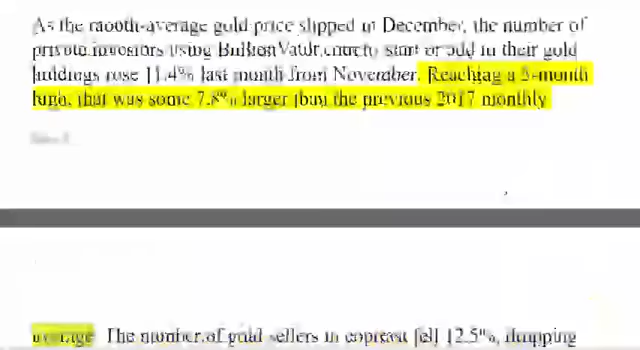 As the month-average gold price slipped in December, the number of
private investors using BullionVault.com to start or add to their gold
holdings rose 11.4% last month from November. Reaching a 5-month
high, that was some 7.8% larger than the previous 2017 monthly
average. The number of gold sellers in contrast fell 12.5%, dropping